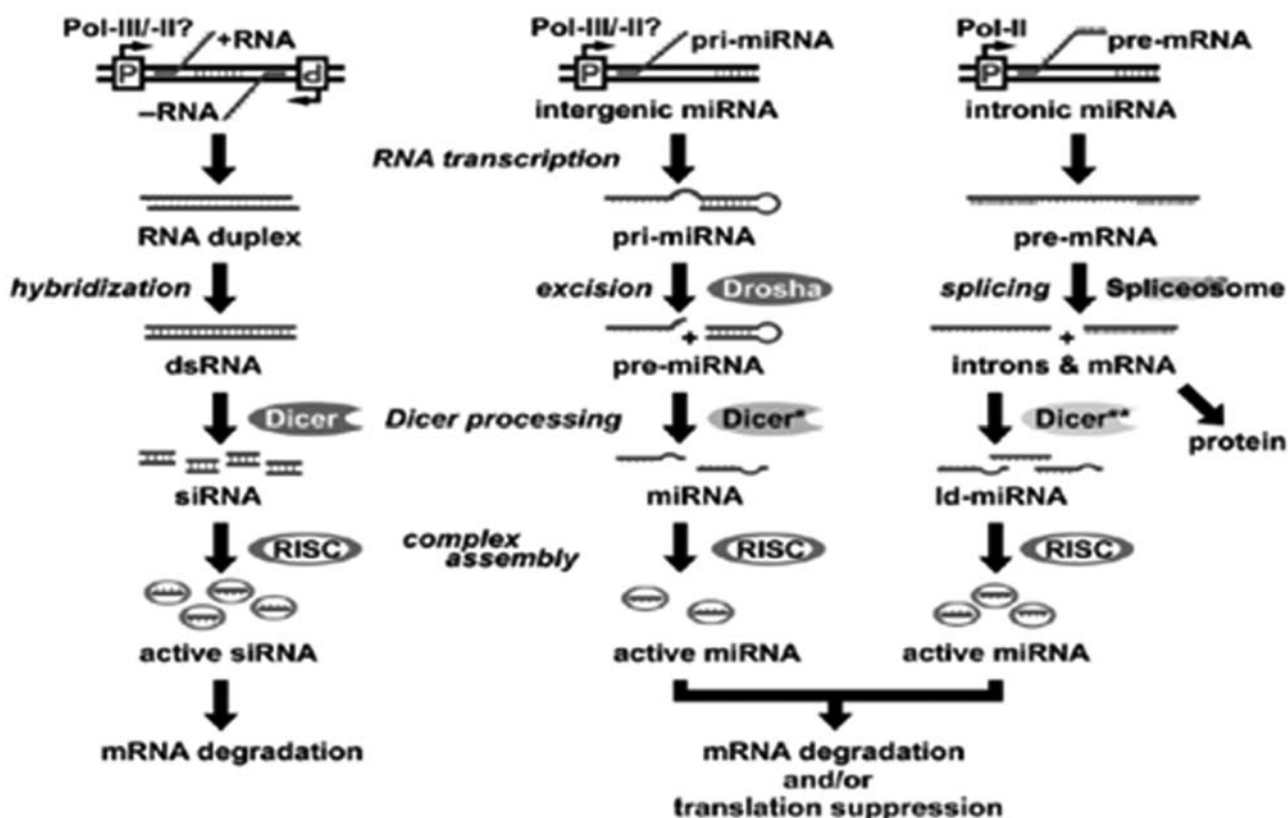 Pol-III/-II?
+RNA
P
P
–RNA
Pol-III/-II?
pri-miRNA
P
intergenic miRNA
Pol-II
pre-mRNA
P
intronic miRNA
RNA transcription
RNA duplex
pri-miRNA
pre-mRNA
hybridization
excision
Drosha
splicing
Spliceosome
dsRNA
+
pre-miRNA
+
introns & mRNA
Dicer
Dicer processing
Dicer*
Dicer**
protein
siRNA
miRNA
Id-miRNA
RISC
complex
assembly
RISC
RISC
active siRNA
active miRNA
active miRNA
mRNA degradation
mRNA degradation
and/or
translation suppression